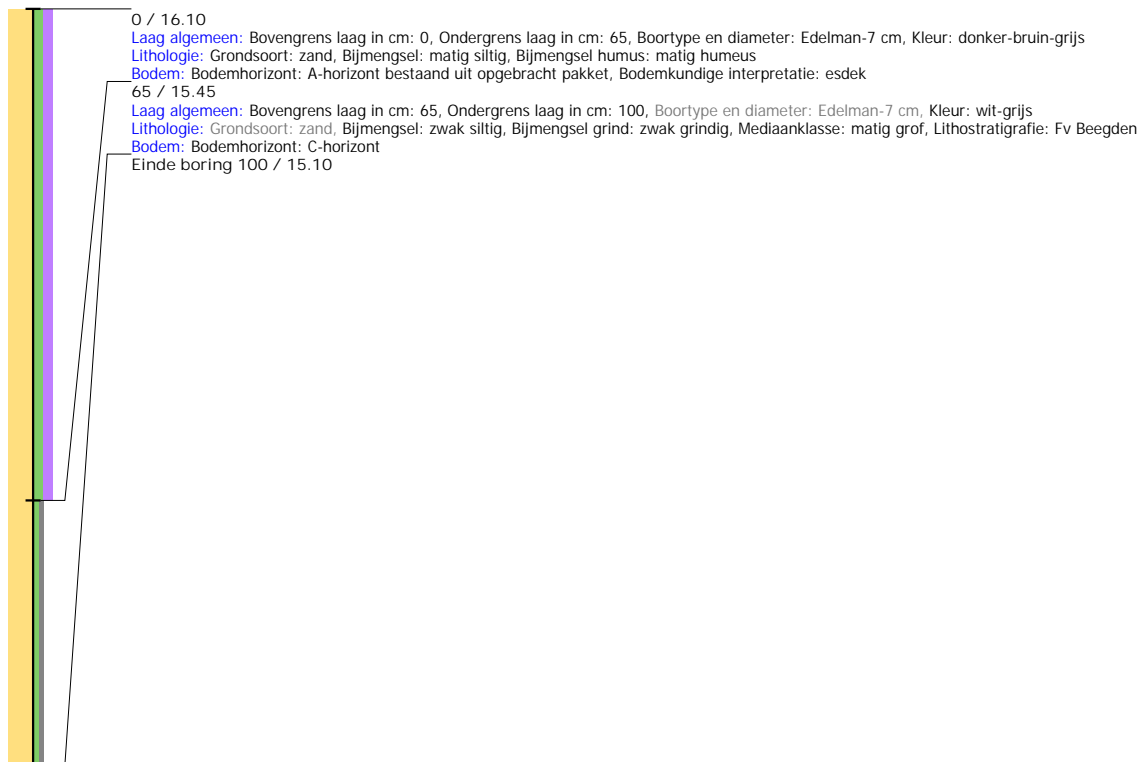 0 / 16.10
Laag algemeen: Bovengrens laag in cm: 0, Ondergrens laag in cm: 65, Boortype en diameter: Edelman-7 cm, Kleur: donker-bruin-grijs
Lithologie: Grondsoort: zand, Bijmengsel: matig siltig, Bijmengsel humus: matig humeus
Bodem: Bodemhorizont: A-horizont bestaand uit opgebracht pakket, Bodemkundige interpretatie: esdek
65 / 15.45
Laag algemeen: Bovengrens laag in cm: 65, Ondergrens laag in cm: 100, Boortype en diameter: Edelman-7 cm, Kleur: wit-grijs
Lithologie: Grondsoort: zand, Bijmengsel: zwak siltig, Bijmengsel grind: zwak grindig, Mediaanklasse: matig grof, Lithostratigrafie: Fv Beegden
Bodem: Bodemhorizont: C-horizont
Einde boring 100 / 15.10